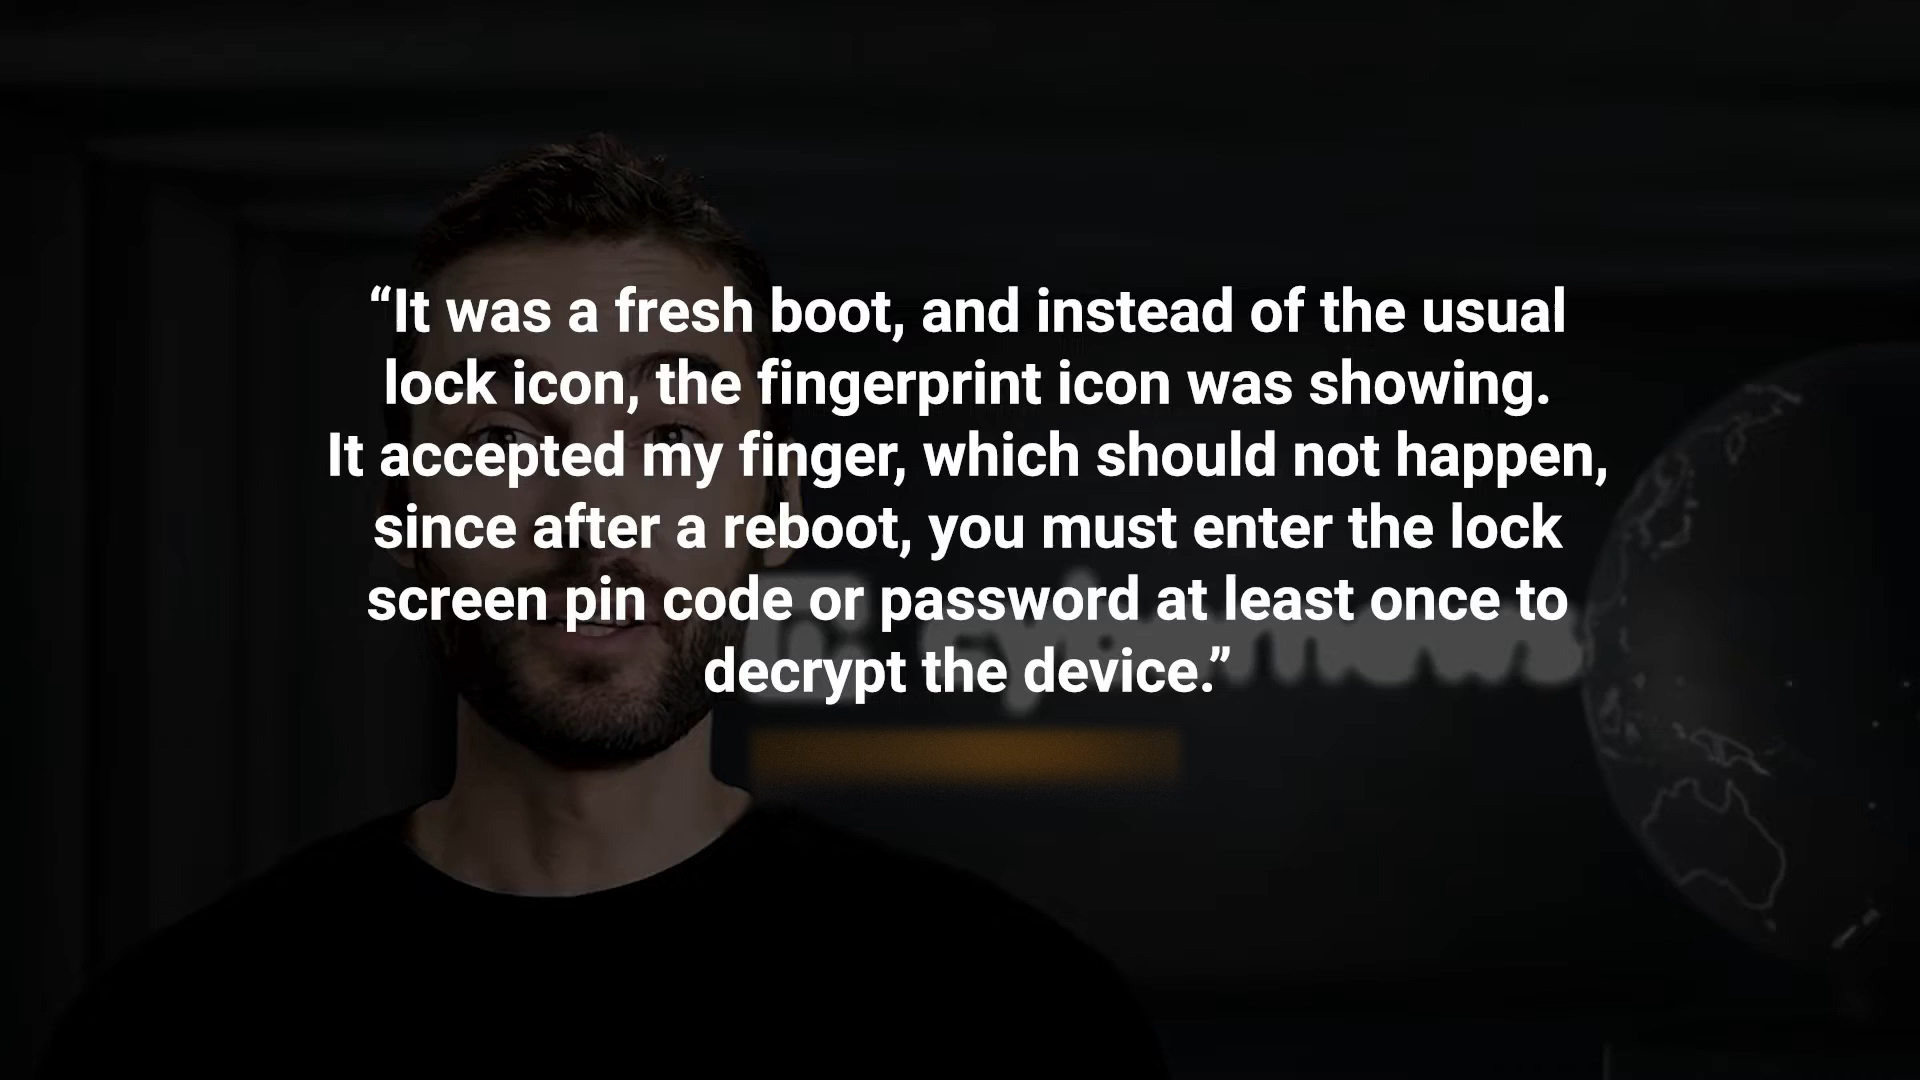 “It was a fresh boot, and instead of the usual
lock icon, the fingerprint icon was showing.
It accepted my finger, which should not happen,
since after a reboot, you must enter the lock
screen pin code or password at least once to
decrypt the device.”